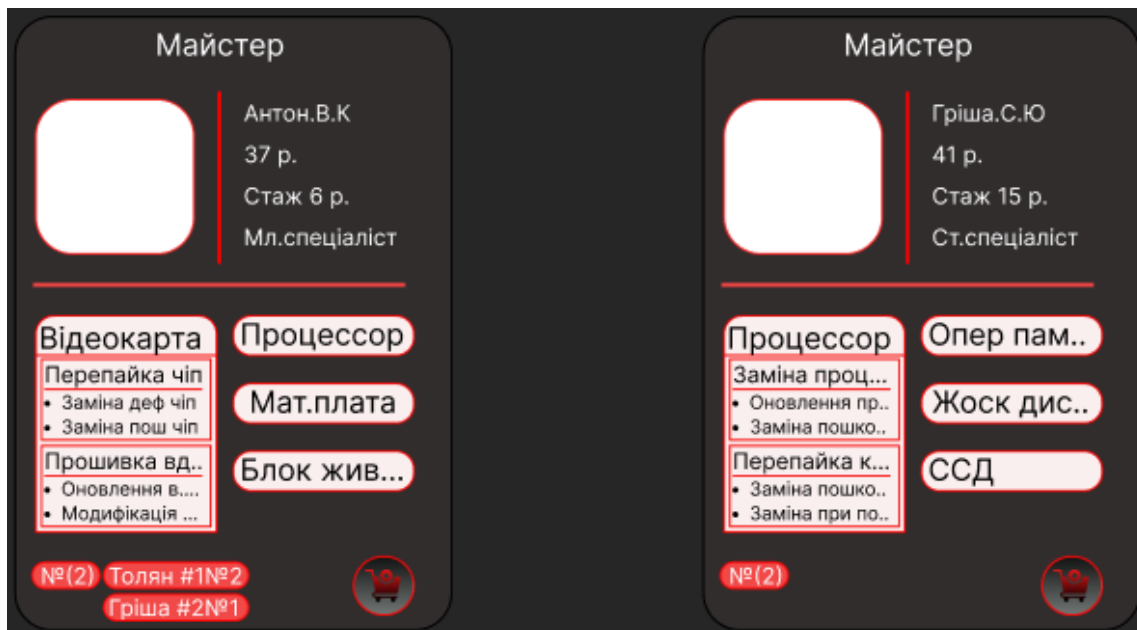 Майстер
Антон.В.К
37 р.
Стаж 6 р.
Мл.спеціаліст
Відеокарта
Перепайка чіп
• Заміна деф чіп
• Заміна пош чіп
Прошивка вд..
• Оновлення в....
• Модифікація ...
Процессор
Мат.плата
Блок жив...
№(2)
Толян #1№2
Гріша #2№1
Майстер
Гріша.С.Ю
41 р.
Стаж 15 р.
Ст.спеціаліст
Процессор
Заміна проц...
• Оновлення пр..
• Заміна пошко..
Перепайка к...
• Заміна пошко..
• Заміна при по..
Опер пам..
Жоск дис..
ССД
№(2)